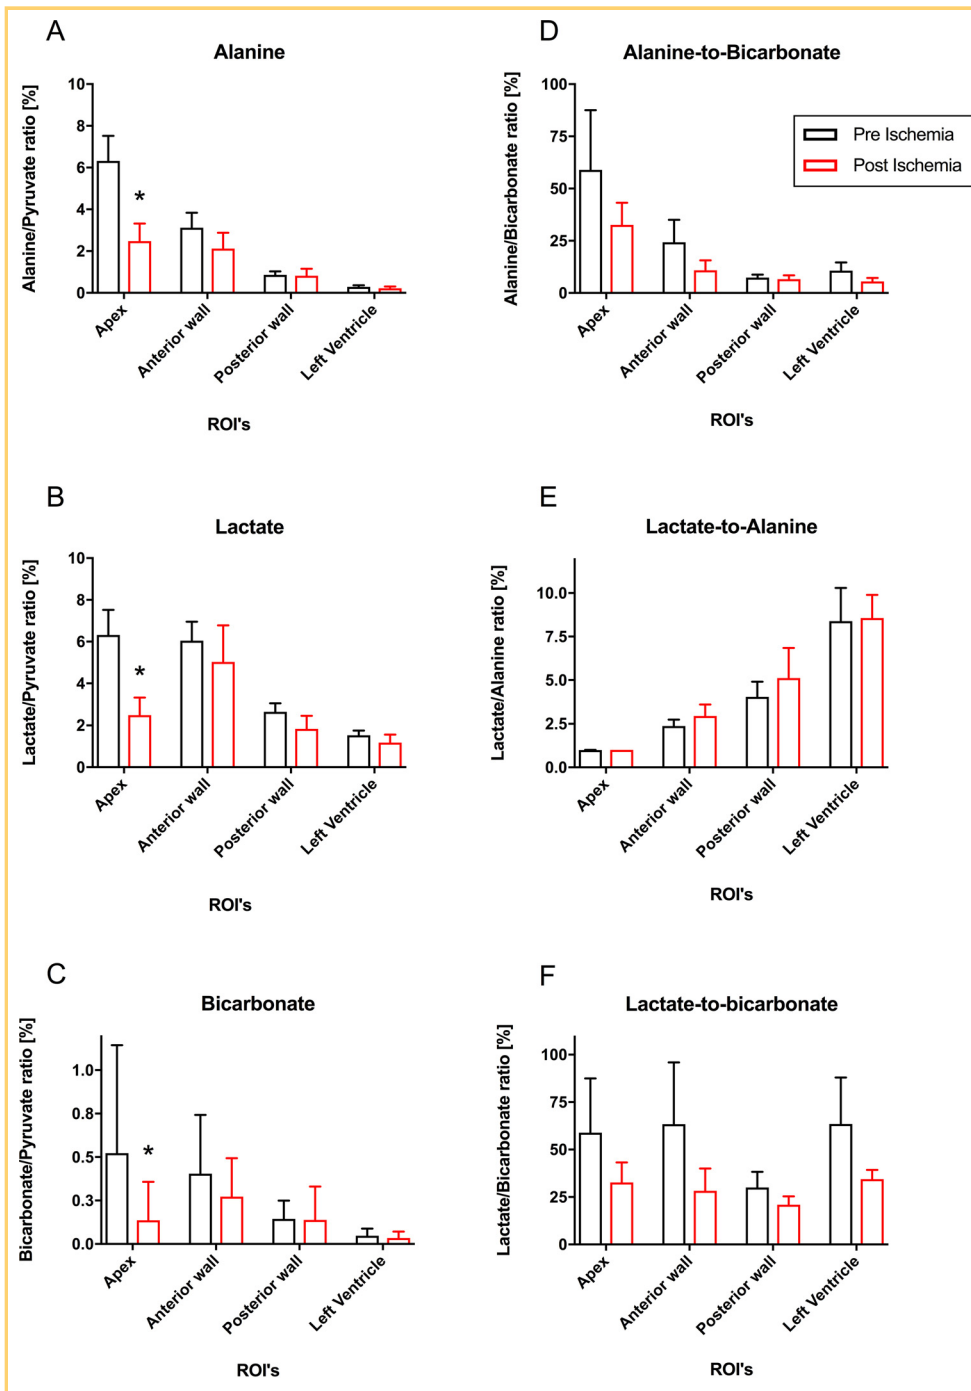 A
Alanine
Alanine/Pyruvate ratio [%]
10
8
6
4
2
0
*
Apex
Anterior wall
Posterior wall
Left Ventricle
ROI's
D
Alanine-to-Bicarbonate
Alanine/Bicarbonate ratio [%]
100
75
50
25
0
Pre Ischemia
Post Ischemia
Apex
Anterior wall
Posterior wall
Left Ventricle
ROI's
B
Lactate
Lactate/Pyruvate ratio [%]
10
8
6
4
2
0
*
Apex
Anterior wall
Posterior wall
Left Ventricle
ROI's
E
Lactate-to-Alanine
Lactate/Alanine ratio [%]
10.0
7.5
5.0
2.5
0.0
Apex
Anterior wall
Posterior wall
Left Ventricle
ROI's
C
Bicarbonate
Bicarbonate/Pyruvate ratio [%]
1.0
0.8
0.5
0.3
0.0
*
Apex
Anterior wall
Posterior wall
Left Ventricle
ROI's
F
Lactate-to-bicarbonate
Lactate/Bicarbonate ratio [%]
100
75
50
25
0
Apex
Anterior wall
Posterior wall
Left Ventricle
ROI's